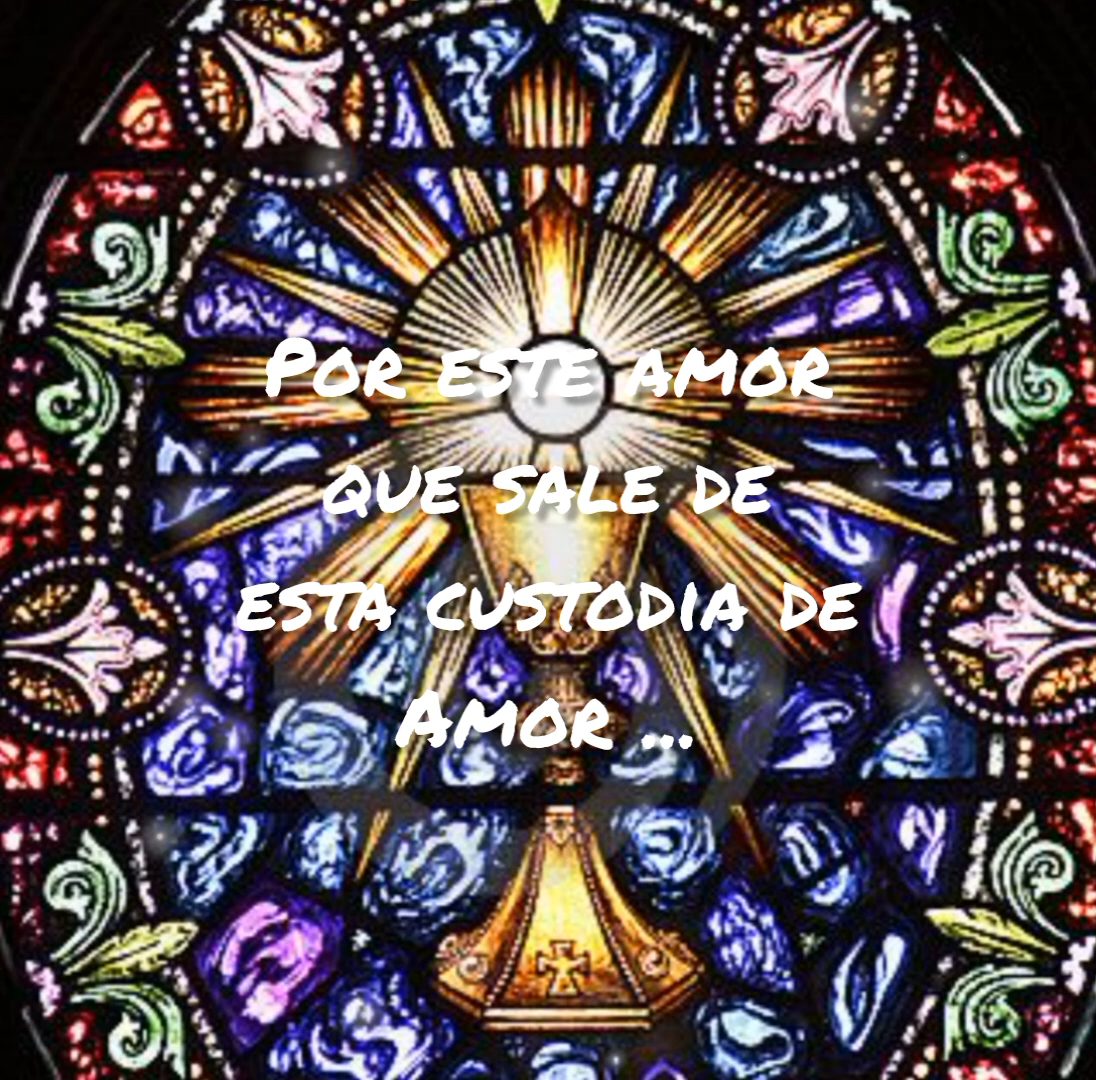 Por este amor
que sale de
esta custodia de
Amor ...